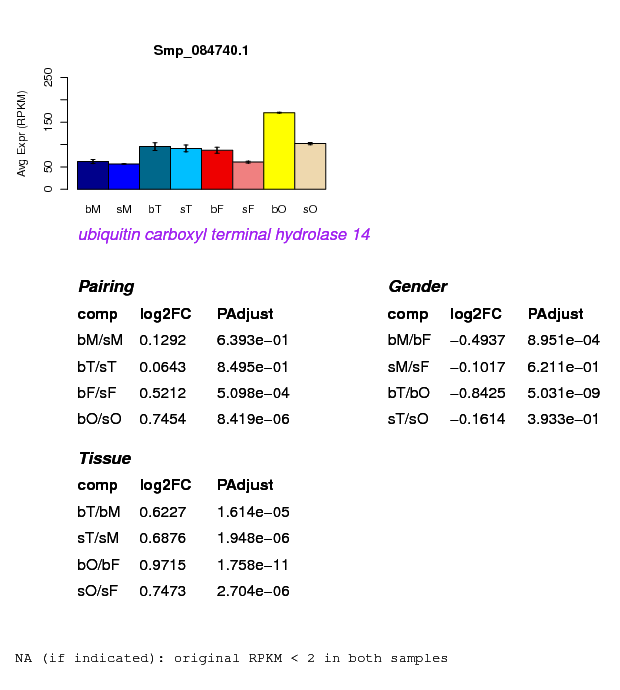 Smp_084740.1
Avg Expr (RPKM)
250
150
50
0
bM sM bT sT bF sF bO sO
ubiquitin carboxyl terminal hydrolase 14
Pairing
comp log2FC PAdjust
bM/sM 0.1292 6.393e−01
bT/sT 0.0643 8.495e−01
bF/sF 0.5212 5.098e−04
bO/sO 0.7454 8.419e−06
Gender
comp log2FC PAdjust
bM/bF −0.4937 8.951e−04
sM/sF −0.1017 6.211e−01
bT/bO −0.8425 5.031e−09
sT/sO −0.1614 3.933e−01
Tissue
comp log2FC PAdjust
bT/bM 0.6227 1.614e−05
sT/sM 0.6876 1.948e−06
bO/bF 0.9715 1.758e−11
sO/sF 0.7473 2.704e−06
NA (if indicated): original RPKM < 2 in both samples